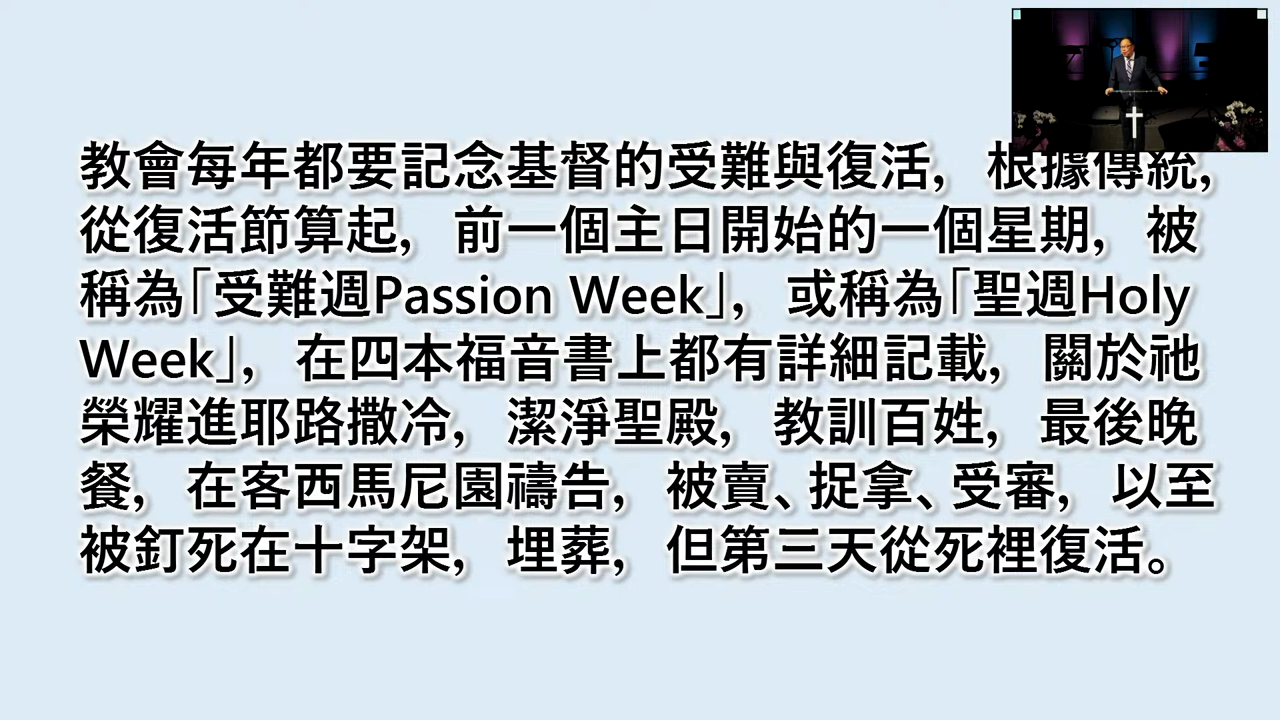 教會每年都要記念基督的受難與復活, 根據傳統,
從復活節算起, 前一個主日開始的一個星期, 被
稱為「受難週Passion Week」, 或稱為「聖週Holy
Week」, 在四本福音書上都有詳細記載, 關於祂
榮耀進耶路撒冷, 潔淨聖殿, 教訓百姓, 最後晚
餐, 在客西馬尼園禱告, 被賣、捉拿、受審, 以至
被釘死在十字架, 埋葬, 但第三天從死裡復活。